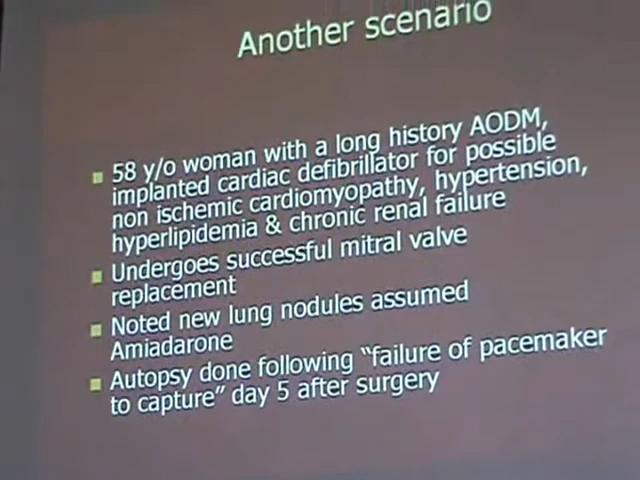 Another scenario
58 y/o woman with a long history AODM,
implanted cardiac defibrillator for possible
non ischemic cardiomyopathy, hypertension,
hyperlipidemia & chronic renal failure
Undergoes successful mitral valve
replacement
Noted new lung nodules assumed
Amiadarone
Autopsy done following “failure of pacemaker
to capture” day 5 after surgery